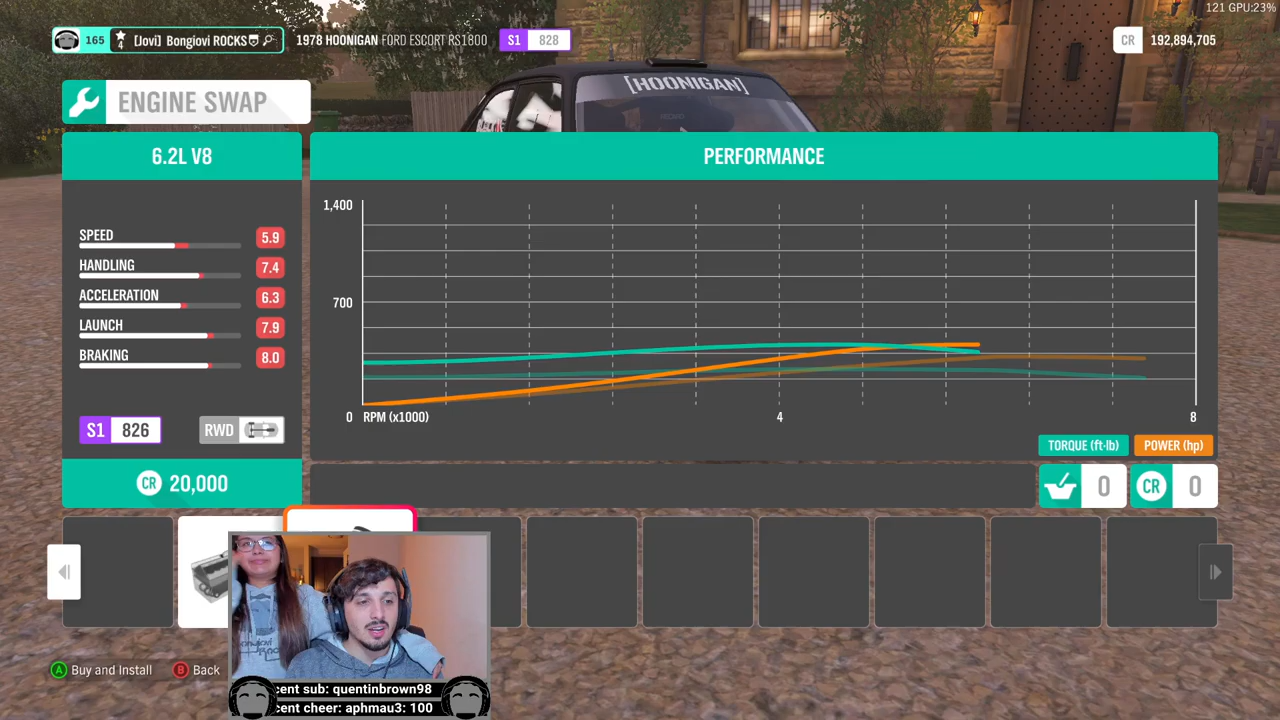 121 GPU:23%
165 4 [Jovi] Bongiovi ROCKS 1978 HOONIGAN FORD ESCORT RS1800 S1 828 CR 192,894,705
[HOONIGAN]
ENGINE SWAP
6.2L V8
PERFORMANCE
SPEED 5.9
HANDLING 7.4
ACCELERATION 6.3
LAUNCH 7.9
BRAKING 8.0
S1 826 RWD
CR 20,000
1,400
700
0 RPM (x1000) 4 8
TORQUE (ft·lb) POWER (hp)
0 CR 0
A Buy and Install B Back
cent sub: quentinbrown98
cent cheer: aphmau3: 100